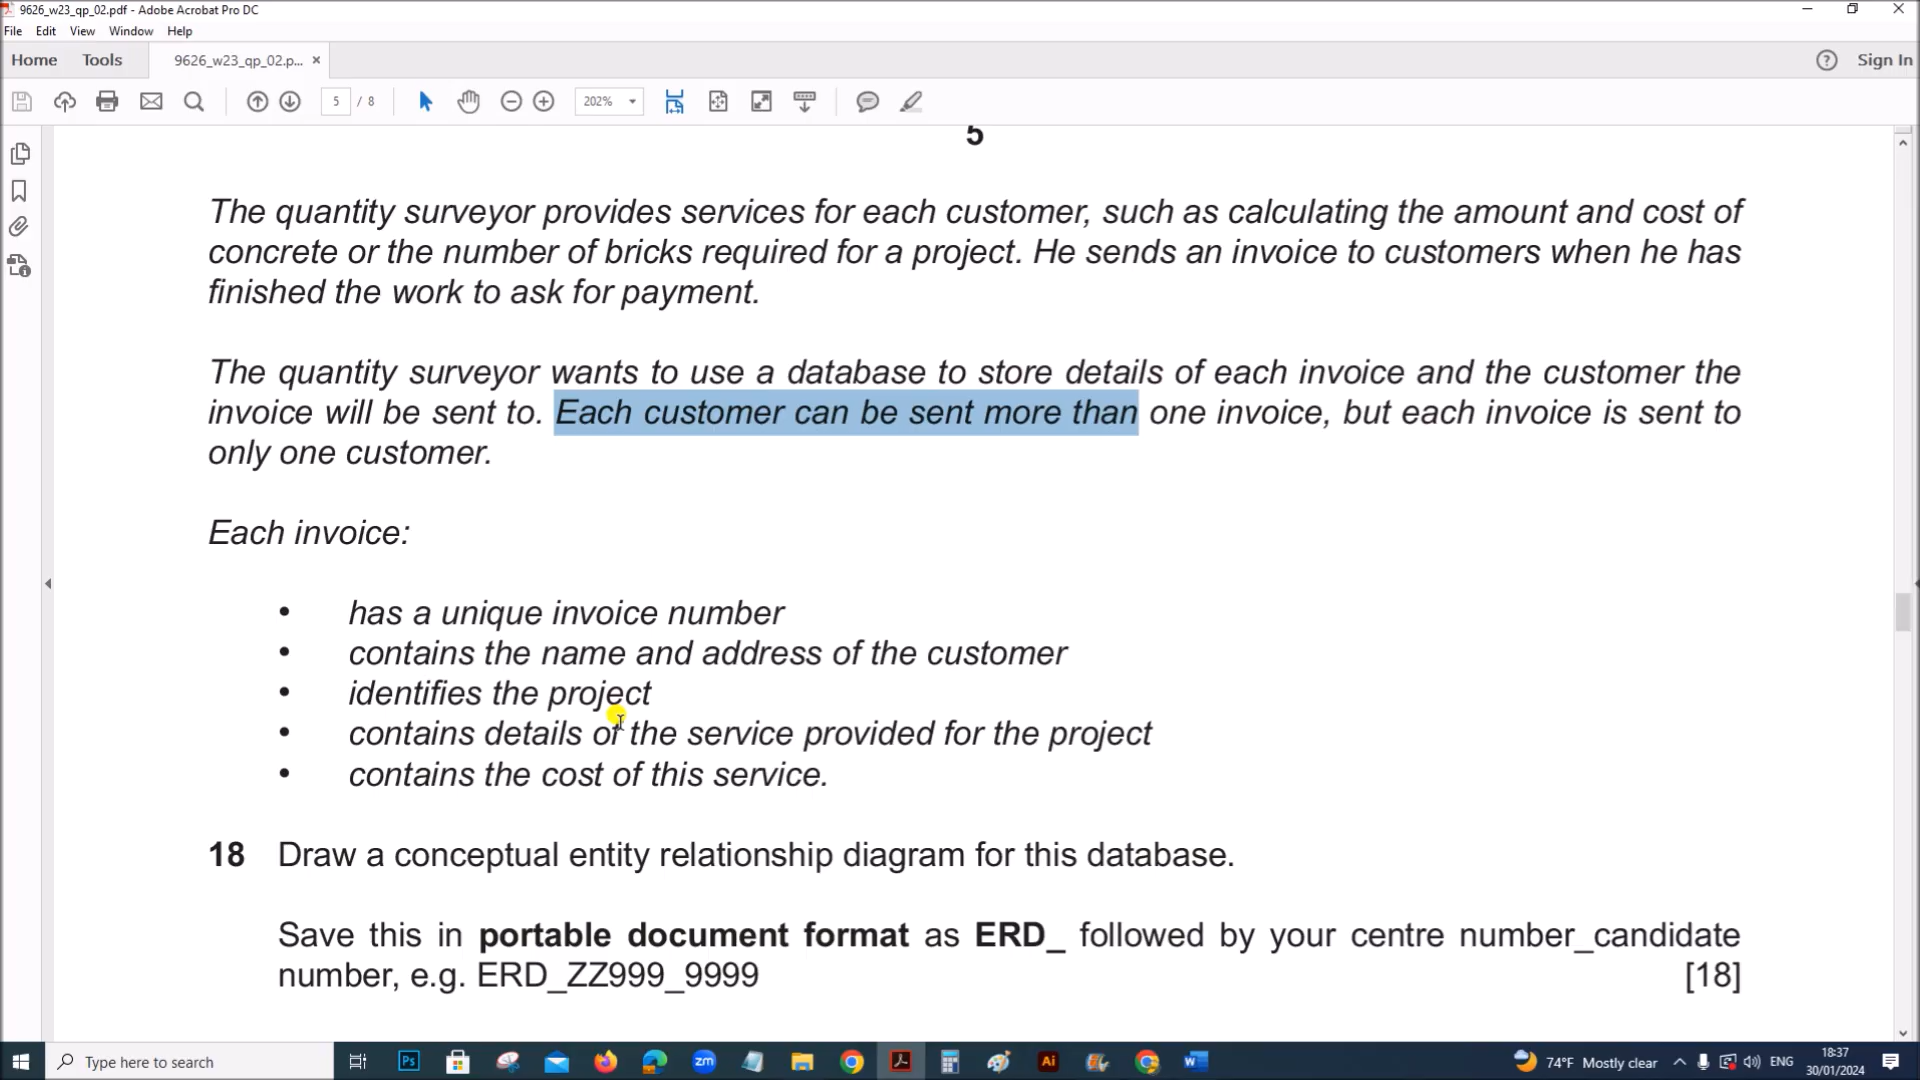 9626_w23_qp_02.pdf - Adobe Acrobat Pro DC
File Edit View Window Help
Home Tools 9626_w23_qp_02.p... × Sign In
5 / 8 202%
5
The quantity surveyor provides services for each customer, such as calculating the amount and cost of
concrete or the number of bricks required for a project. He sends an invoice to customers when he has
finished the work to ask for payment.
The quantity surveyor wants to use a database to store details of each invoice and the customer the
invoice will be sent to. Each customer can be sent more than one invoice, but each invoice is sent to
only one customer.
Each invoice:
• has a unique invoice number
• contains the name and address of the customer
• identifies the project
• contains details of the service provided for the project
• contains the cost of this service.
18 Draw a conceptual entity relationship diagram for this database.
Save this in portable document format as ERD_ followed by your centre number_candidate
number, e.g. ERD_ZZ999_9999 [18]
Type here to search Ps zm Ai W 74°F Mostly clear ENG 18:37
30/01/2024